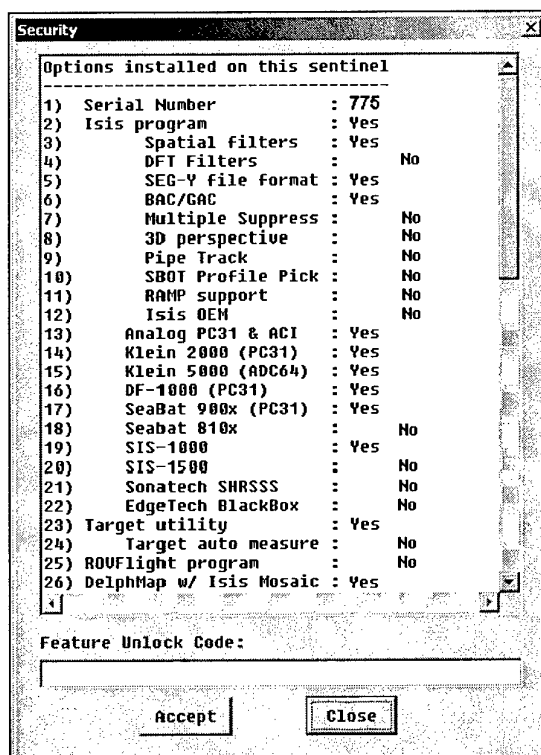 Security
Options installed on this sentinel
-----------------------------------
1) Serial Number : 775
2) Isis program : Yes
3) Spatial filters : Yes
4) DFT Filters : No
5) SEG-Y file format : Yes
6) BAC/GAC : Yes
7) Multiple Suppress : No
8) 3D perspective : No
9) Pipe Track : No
10) SBOT Profile Pick : No
11) RAMP support : No
12) Isis OEM : No
13) Analog PC31 & ACI : Yes
14) Klein 2000 (PC31) : Yes
15) Klein 5000 (ADC64) : Yes
16) DF-1000 (PC31) : Yes
17) SeaBat 900x (PC31) : Yes
18) Seabat 810x : No
19) SIS-1000 : Yes
20) SIS-1500 : No
21) Sonatech SHRSSS : No
22) EdgeTech BlackBox : No
23) Target utility : Yes
24) Target auto measure : No
25) ROVFlight program : No
26) DelphMap w/ Isis Mosaic : Yes
Feature Unlock Code:
Accept Close